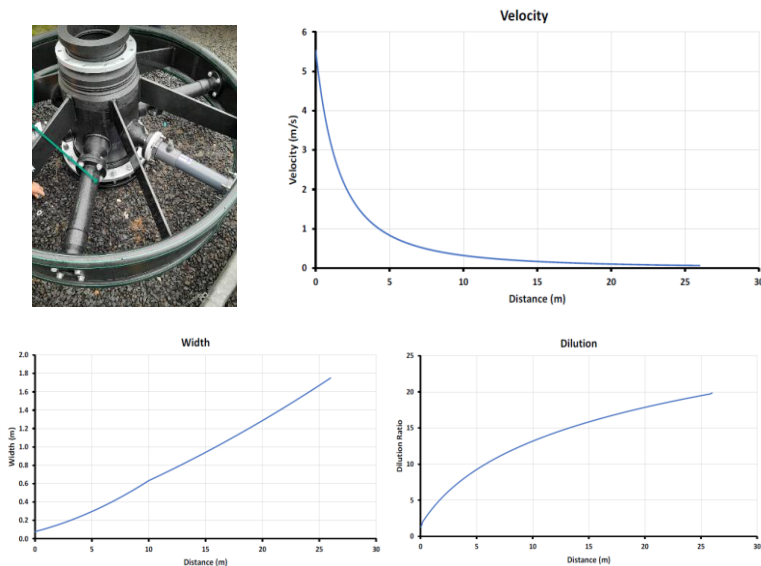 Velocity
Velocity (m/s)
6
5
4
3
2
1
0
0 5 10 15 20 25 30
Distance (m)
Width
Width (m)
2.0
1.8
1.6
1.4
1.2
1.0
0.8
0.6
0.4
0.2
0.0
0 5 10 15 20 25 30
Distance (m)
Dilution
Dilution Ratio
25
20
15
10
5
0
0 5 10 15 20 25 30
Distance (m)